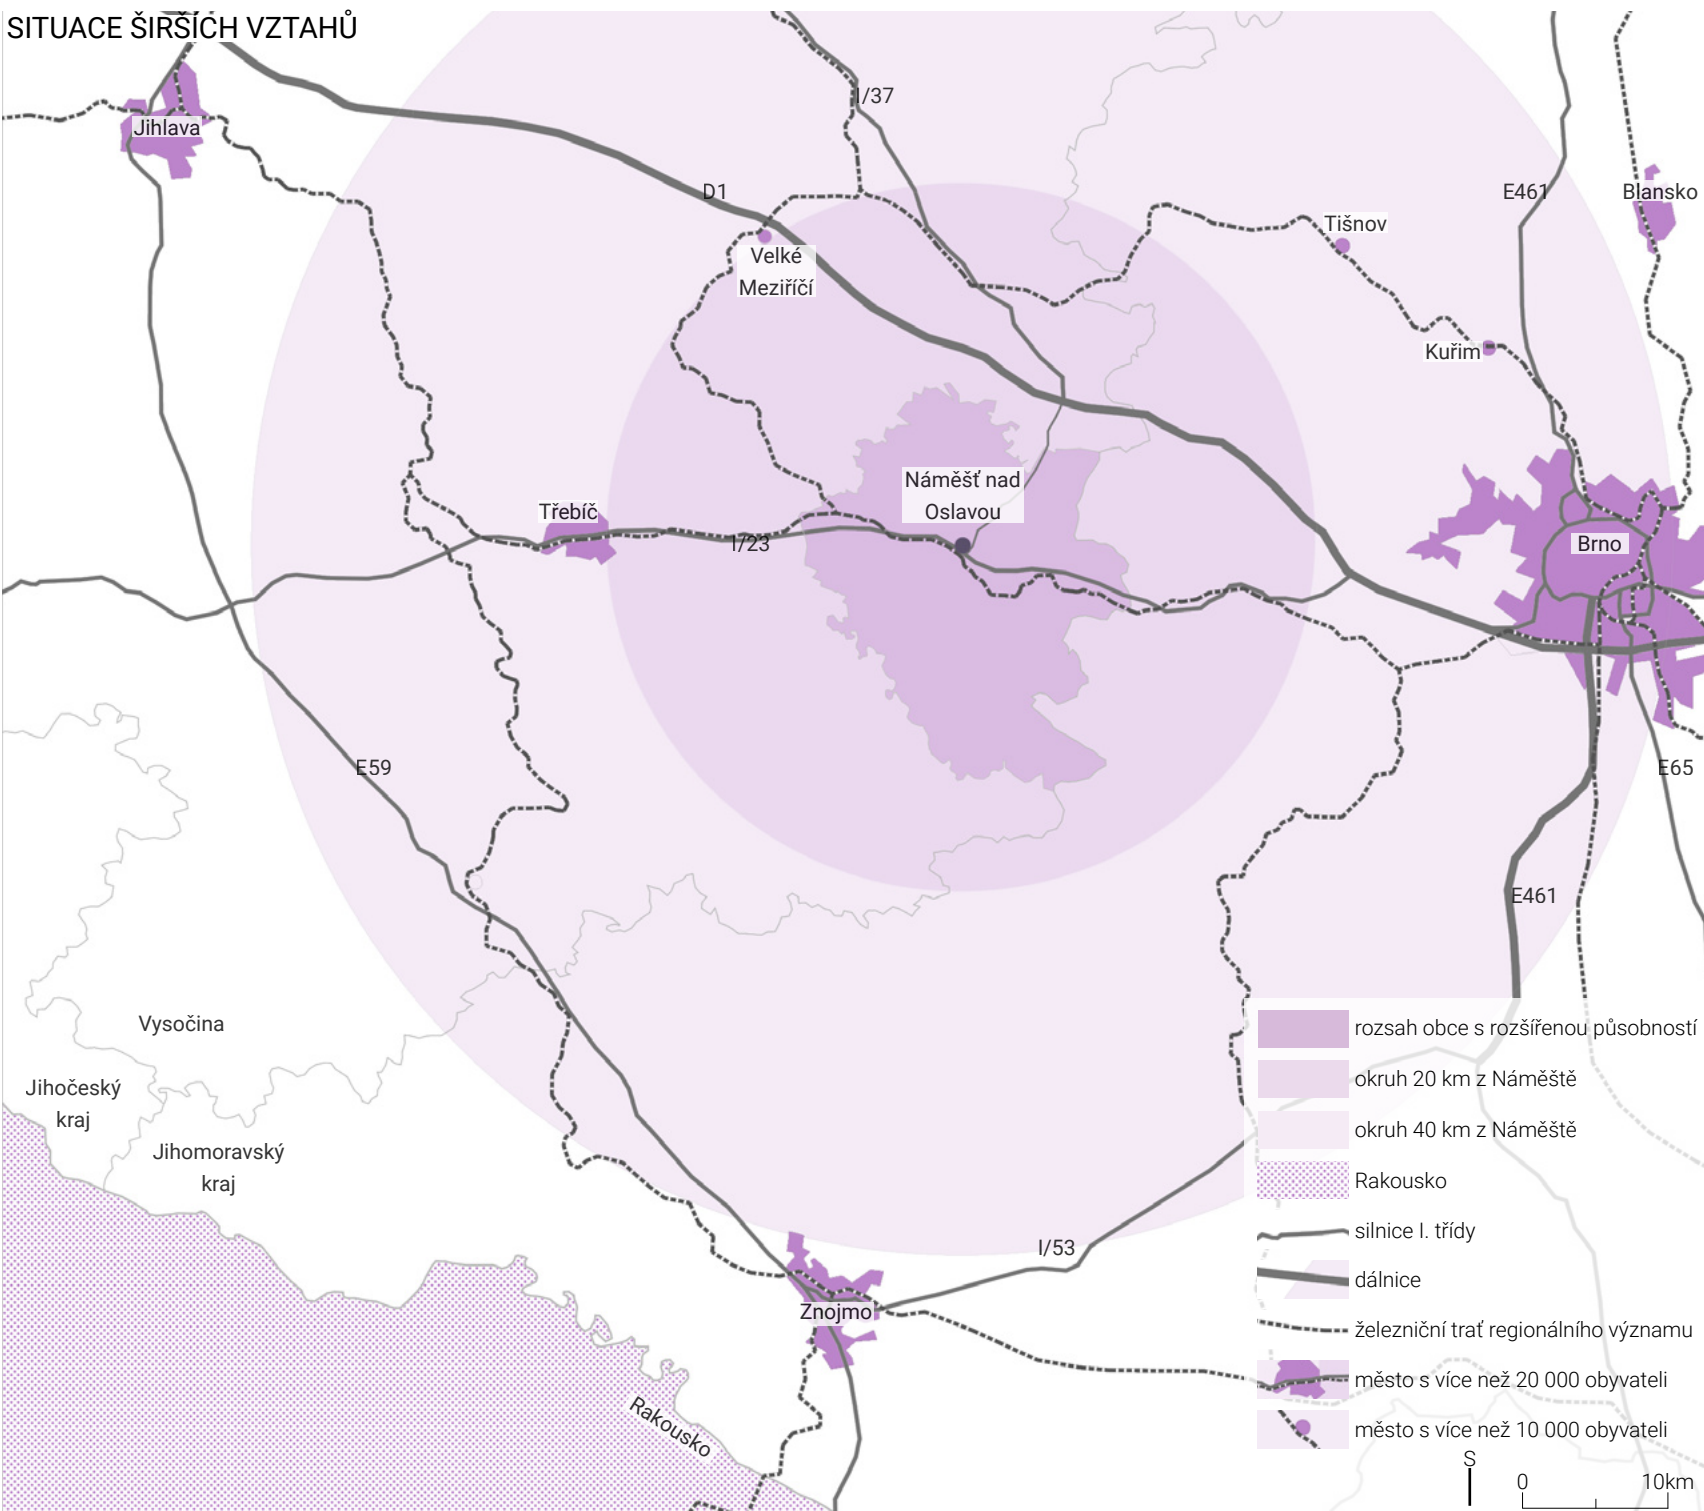 SITUACE ŠIRŠÍCH VZTAHŮ
I/37
Jihlava
D1
E461
Blansko
Tišnov
Velké
Meziříčí
Kuřim
Náměšť nad
Oslavou
Třebíč
I/23
Brno
E59
E65
E461
Vysočina
Jihočeský
kraj
Jihomoravský
kraj
I/53
Znojmo
Rakousko
rozsah obce s rozšířenou působností
okruh 20 km z Náměště
okruh 40 km z Náměště
Rakousko
silnice I. třídy
dálnice
železniční trať regionálního významu
město s více než 20 000 obyvateli
město s více než 10 000 obyvateli
S
0 10km